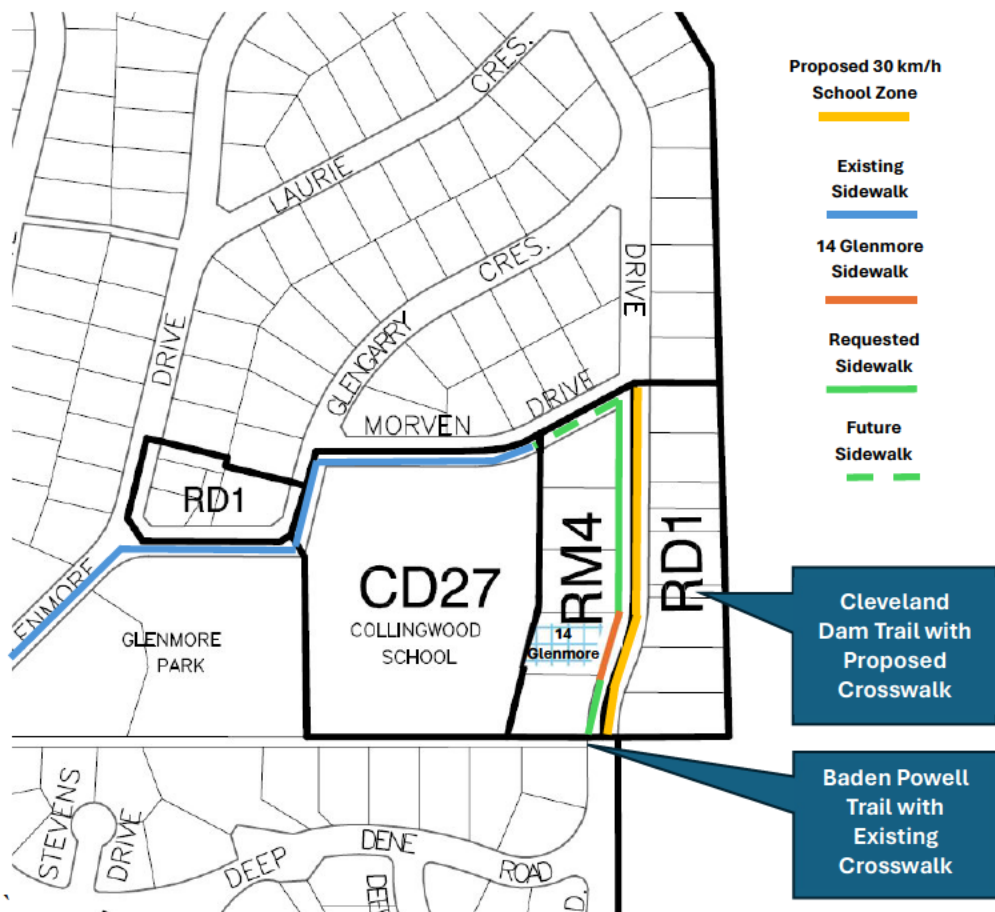 CRES.
LAURIE
CRES.
DRIVE
GLENGARRY
DRIVE
DRIVE
MORVEN
RD1
ENMORE
GLENMORE
PARK
CD27
COLLINGWOOD
SCHOOL
RM4
14
Glenmore
RD1
STEVENS
DRIVE
DEEP
DENE
ROAD
DEE
D.
Proposed 30 km/h
School Zone
Existing
Sidewalk
14 Glenmore
Sidewalk
Requested
Sidewalk
Future
Sidewalk
Cleveland
Dam Trail with
Proposed
Crosswalk
Baden Powell
Trail with
Existing
Crosswalk